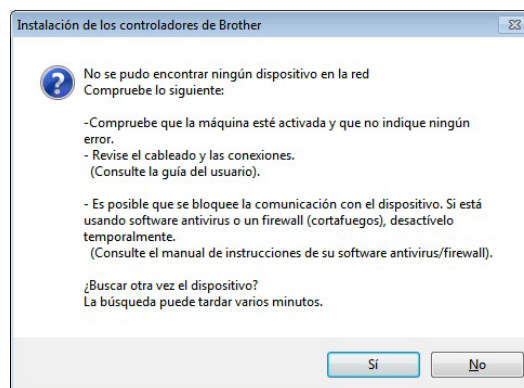 Instalación de los controladores de Brother
No se pudo encontrar ningún dispositivo en la red
Compruebe lo siguiente:
-Compruebe que la máquina esté activada y que no indique ningún
error.
- Revise el cableado y las conexiones.
(Consulte la guía del usuario).
- Es posible que se bloquee la comunicación con el dispositivo. Si está
usando software antivirus o un firewall (cortafuegos), desactívelo
temporalmente.
(Consulte el manual de instrucciones de su software antivirus/firewall).
¿Buscar otra vez el dispositivo?
La búsqueda puede tardar varios minutos.
Sí
No